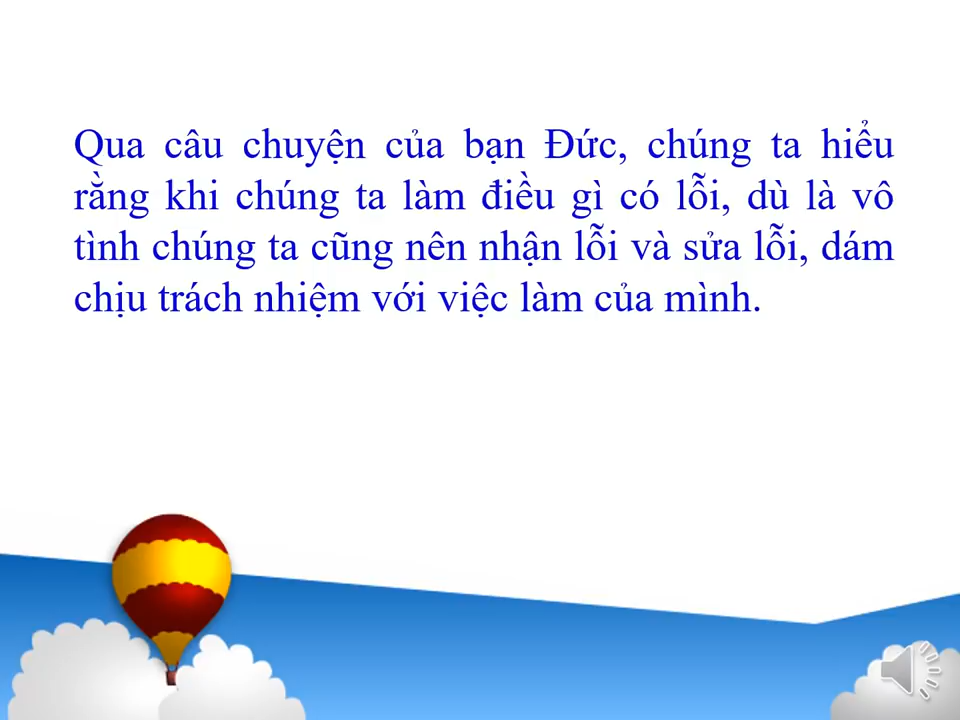 Qua câu chuyện của bạn Đức, chúng ta hiểu
rằng khi chúng ta làm điều gì có lỗi, dù là vô
tình chúng ta cũng nên nhận lỗi và sửa lỗi, dám
chịu trách nhiệm với việc làm của mình.